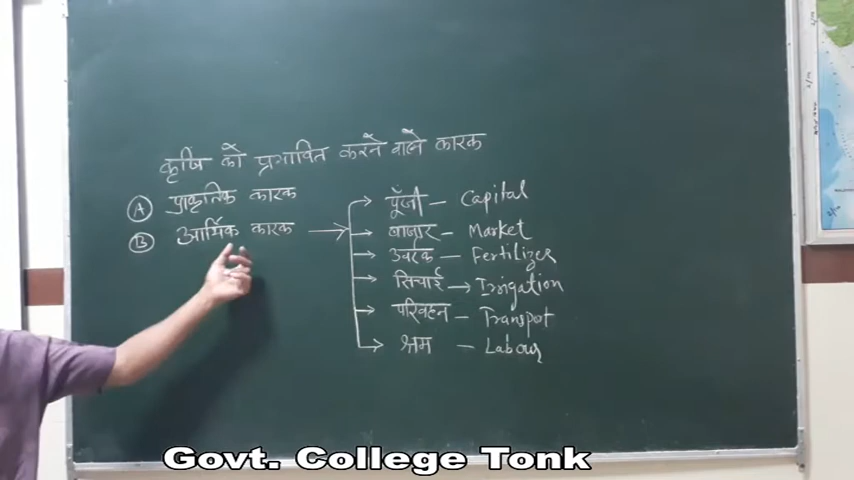 कृषि को प्रभावित करने वाले कारक
A प्राकृतिक कारक
B आर्थिक कारक
पूँजी – Capital
बाजार – Market
उर्वरक – Fertilizer
सिंचाई → Irrigation
परिवहन – Transport
श्रम – Labour
Govt. College Tonk